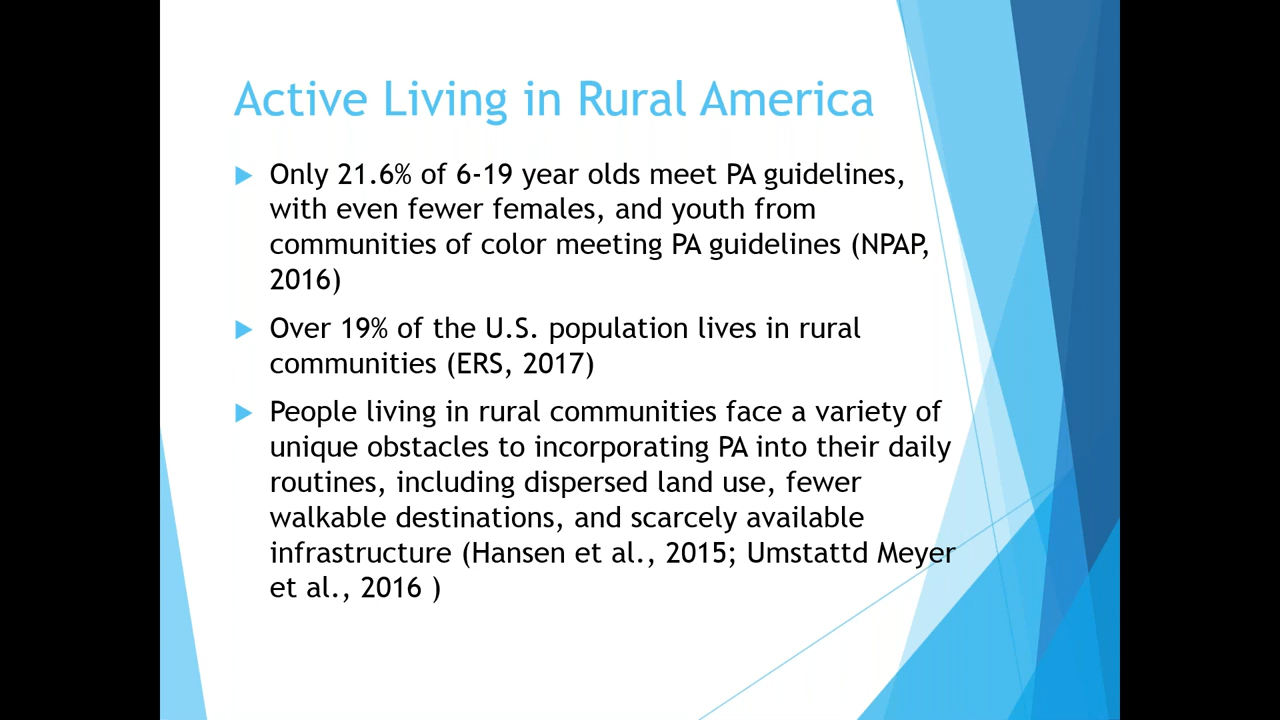 Active Living in Rural America
Only 21.6% of 6-19 year olds meet PA guidelines,
with even fewer females, and youth from
communities of color meeting PA guidelines (NPAP,
2016)
Over 19% of the U.S. population lives in rural
communities (ERS, 2017)
People living in rural communities face a variety of
unique obstacles to incorporating PA into their daily
routines, including dispersed land use, fewer
walkable destinations, and scarcely available
infrastructure (Hansen et al., 2015; Umstattd Meyer
et al., 2016 )